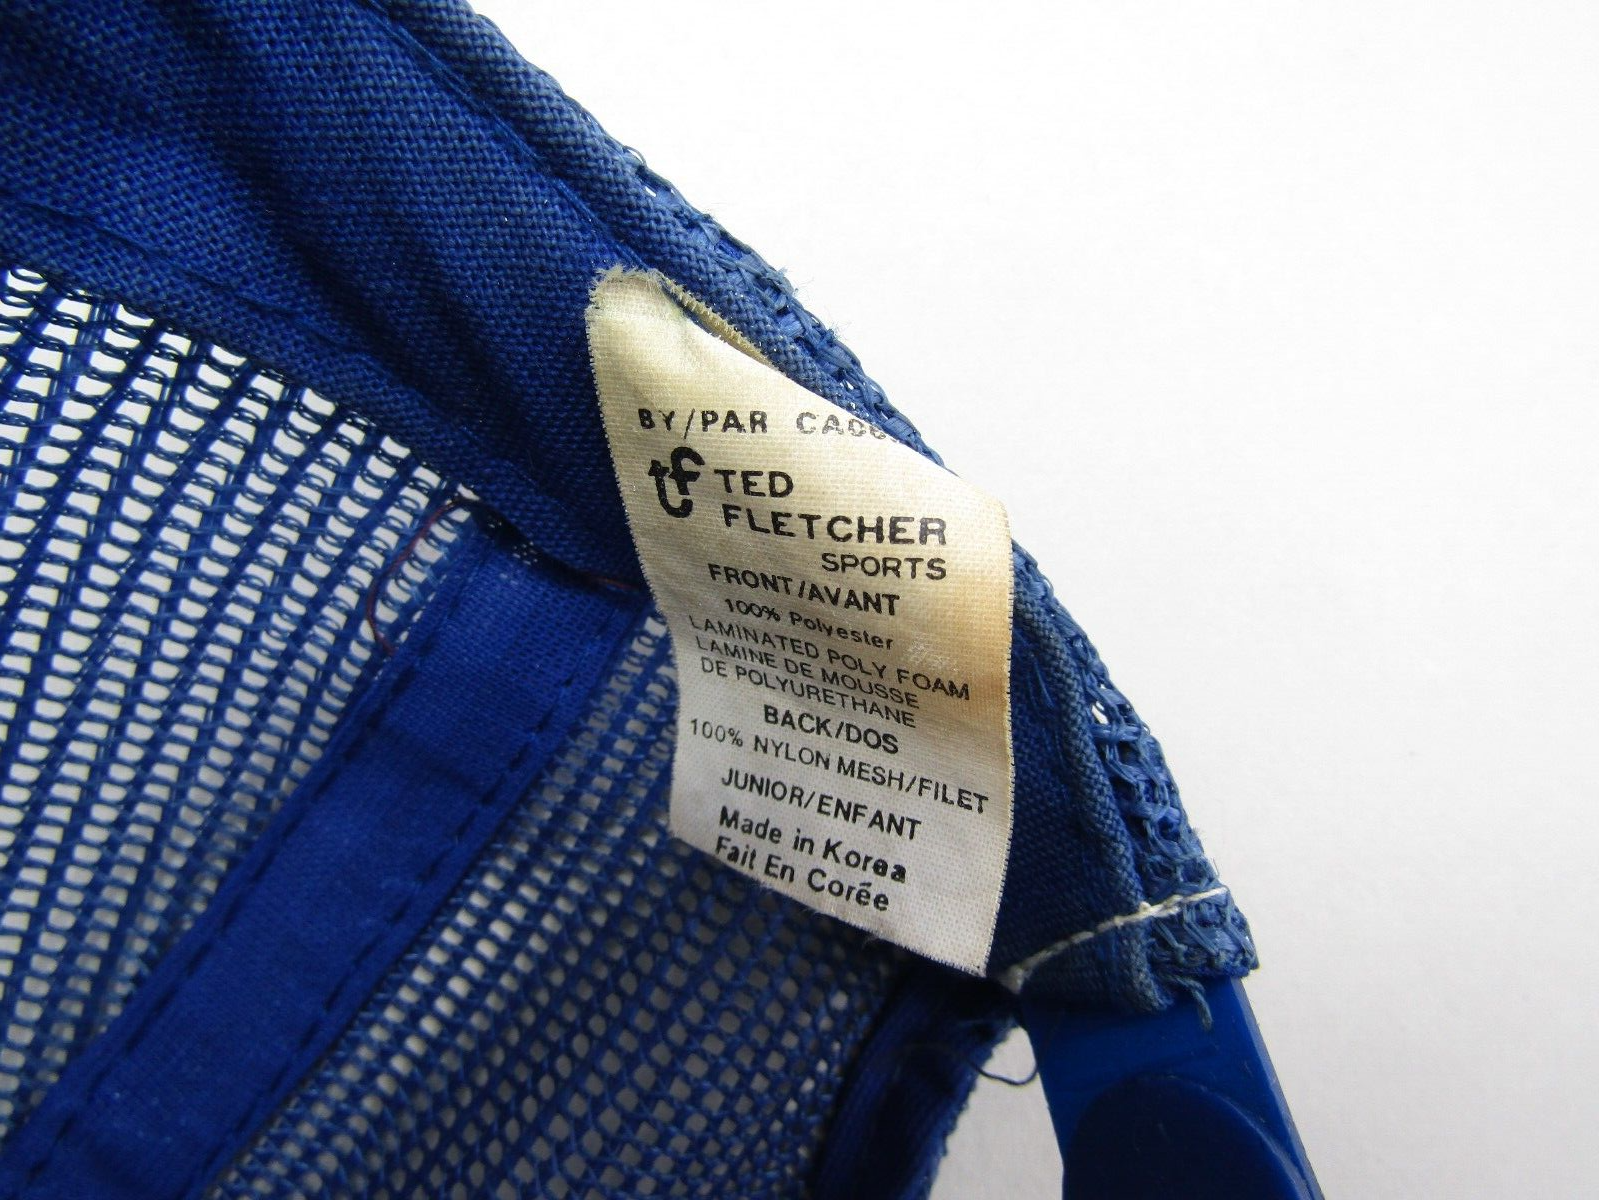 BY/PAR
tf TED
FLETCHER
SPORTS
FRONT/AVANT
100% Polyester
LAMINATED POLY FOAM
LAMINE DE MOUSSE
DE POLYURETHANE
BACK/DOS
100% NYLON MESH/FILET
JUNIOR/ENFANT
Made in Korea
Fait En Corée